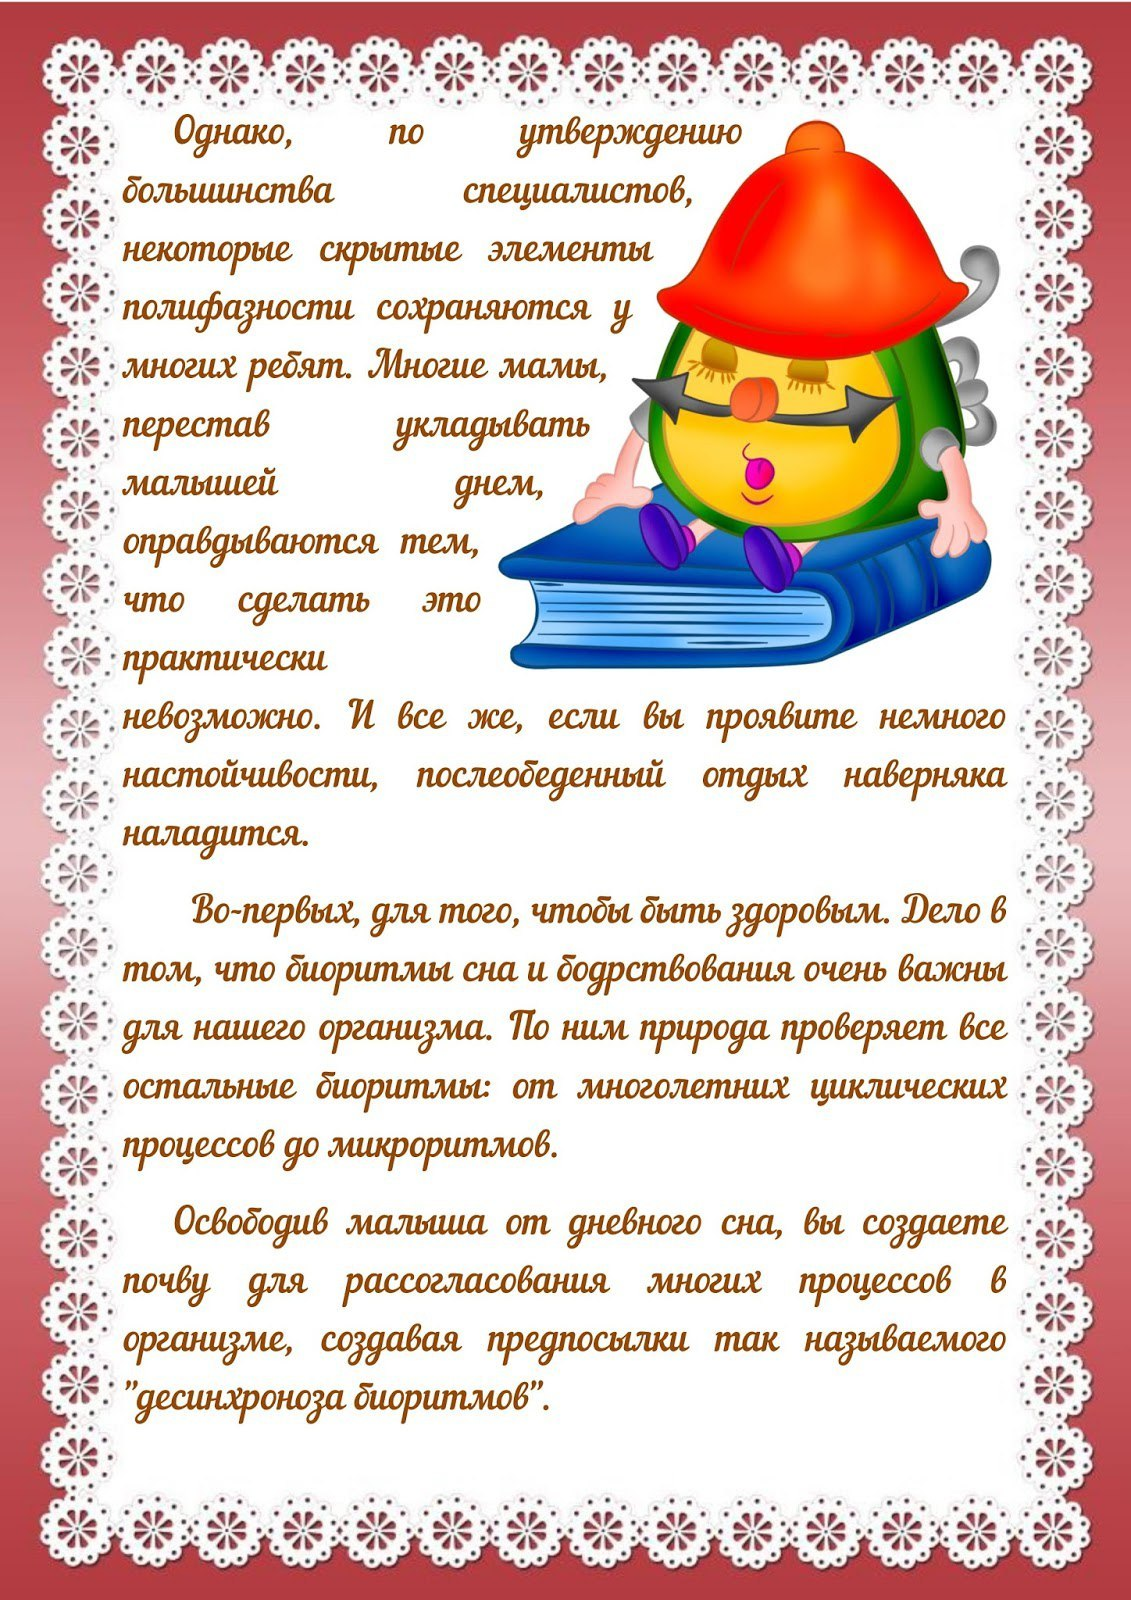 Однако, по утверждению
большинства специалистов,
некоторые скрытые элементы
полифазности сохраняются у
многих ребят. Многие мамы,
перестав укладывать
малышей днем,
оправдываются тем,
что сделать это
практически
невозможно. И все же, если вы проявите немного
настойчивости, послеобеденный отдых наверняка
наладится.
Во-первых, для того, чтобы быть здоровым. Дело в
том, что биоритмы сна и бодрствования очень важны
для нашего организма. По ним природа проверяет все
остальные биоритмы: от многолетних циклических
процессов до микроритмов.
Освободив малыша от дневного сна, вы создаете
почву для рассогласования многих процессов в
организме, создавая предпосылки так называемого
"десинхроноза биоритмов".